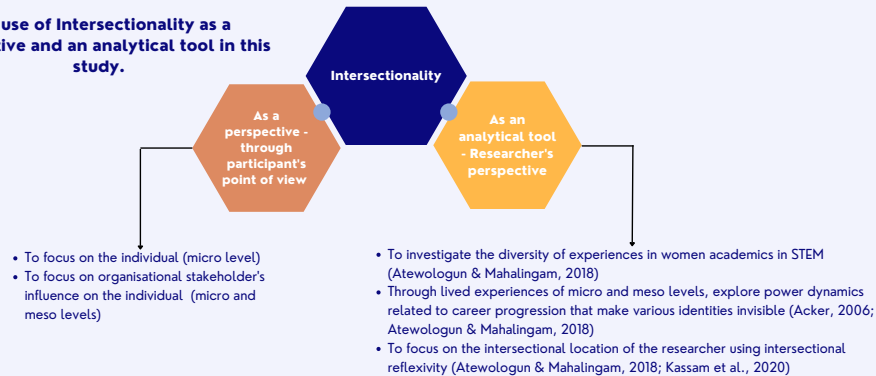 use of Intersectionality as a
and an analytical tool in this
study.
Intersectionality
As a
perspective -
through
participant's
point of view
As an
analytical tool
- Researcher's
perspective
• To focus on the individual (micro level)
• To focus on organisational stakeholder's
influence on the individual (micro and
meso levels)
• To investigate the diversity of experiences in women academics in STEM
(Atewologun & Mahalingam, 2018)
• Through lived experiences of micro and meso levels, explore power dynamics
related to career progression that make various identities invisible (Acker, 2006;
Atewologun & Mahalingam, 2018)
• To focus on the intersectional location of the researcher using intersectional
reflexivity (Atewologun & Mahalingam, 2018; Kassam et al., 2020)